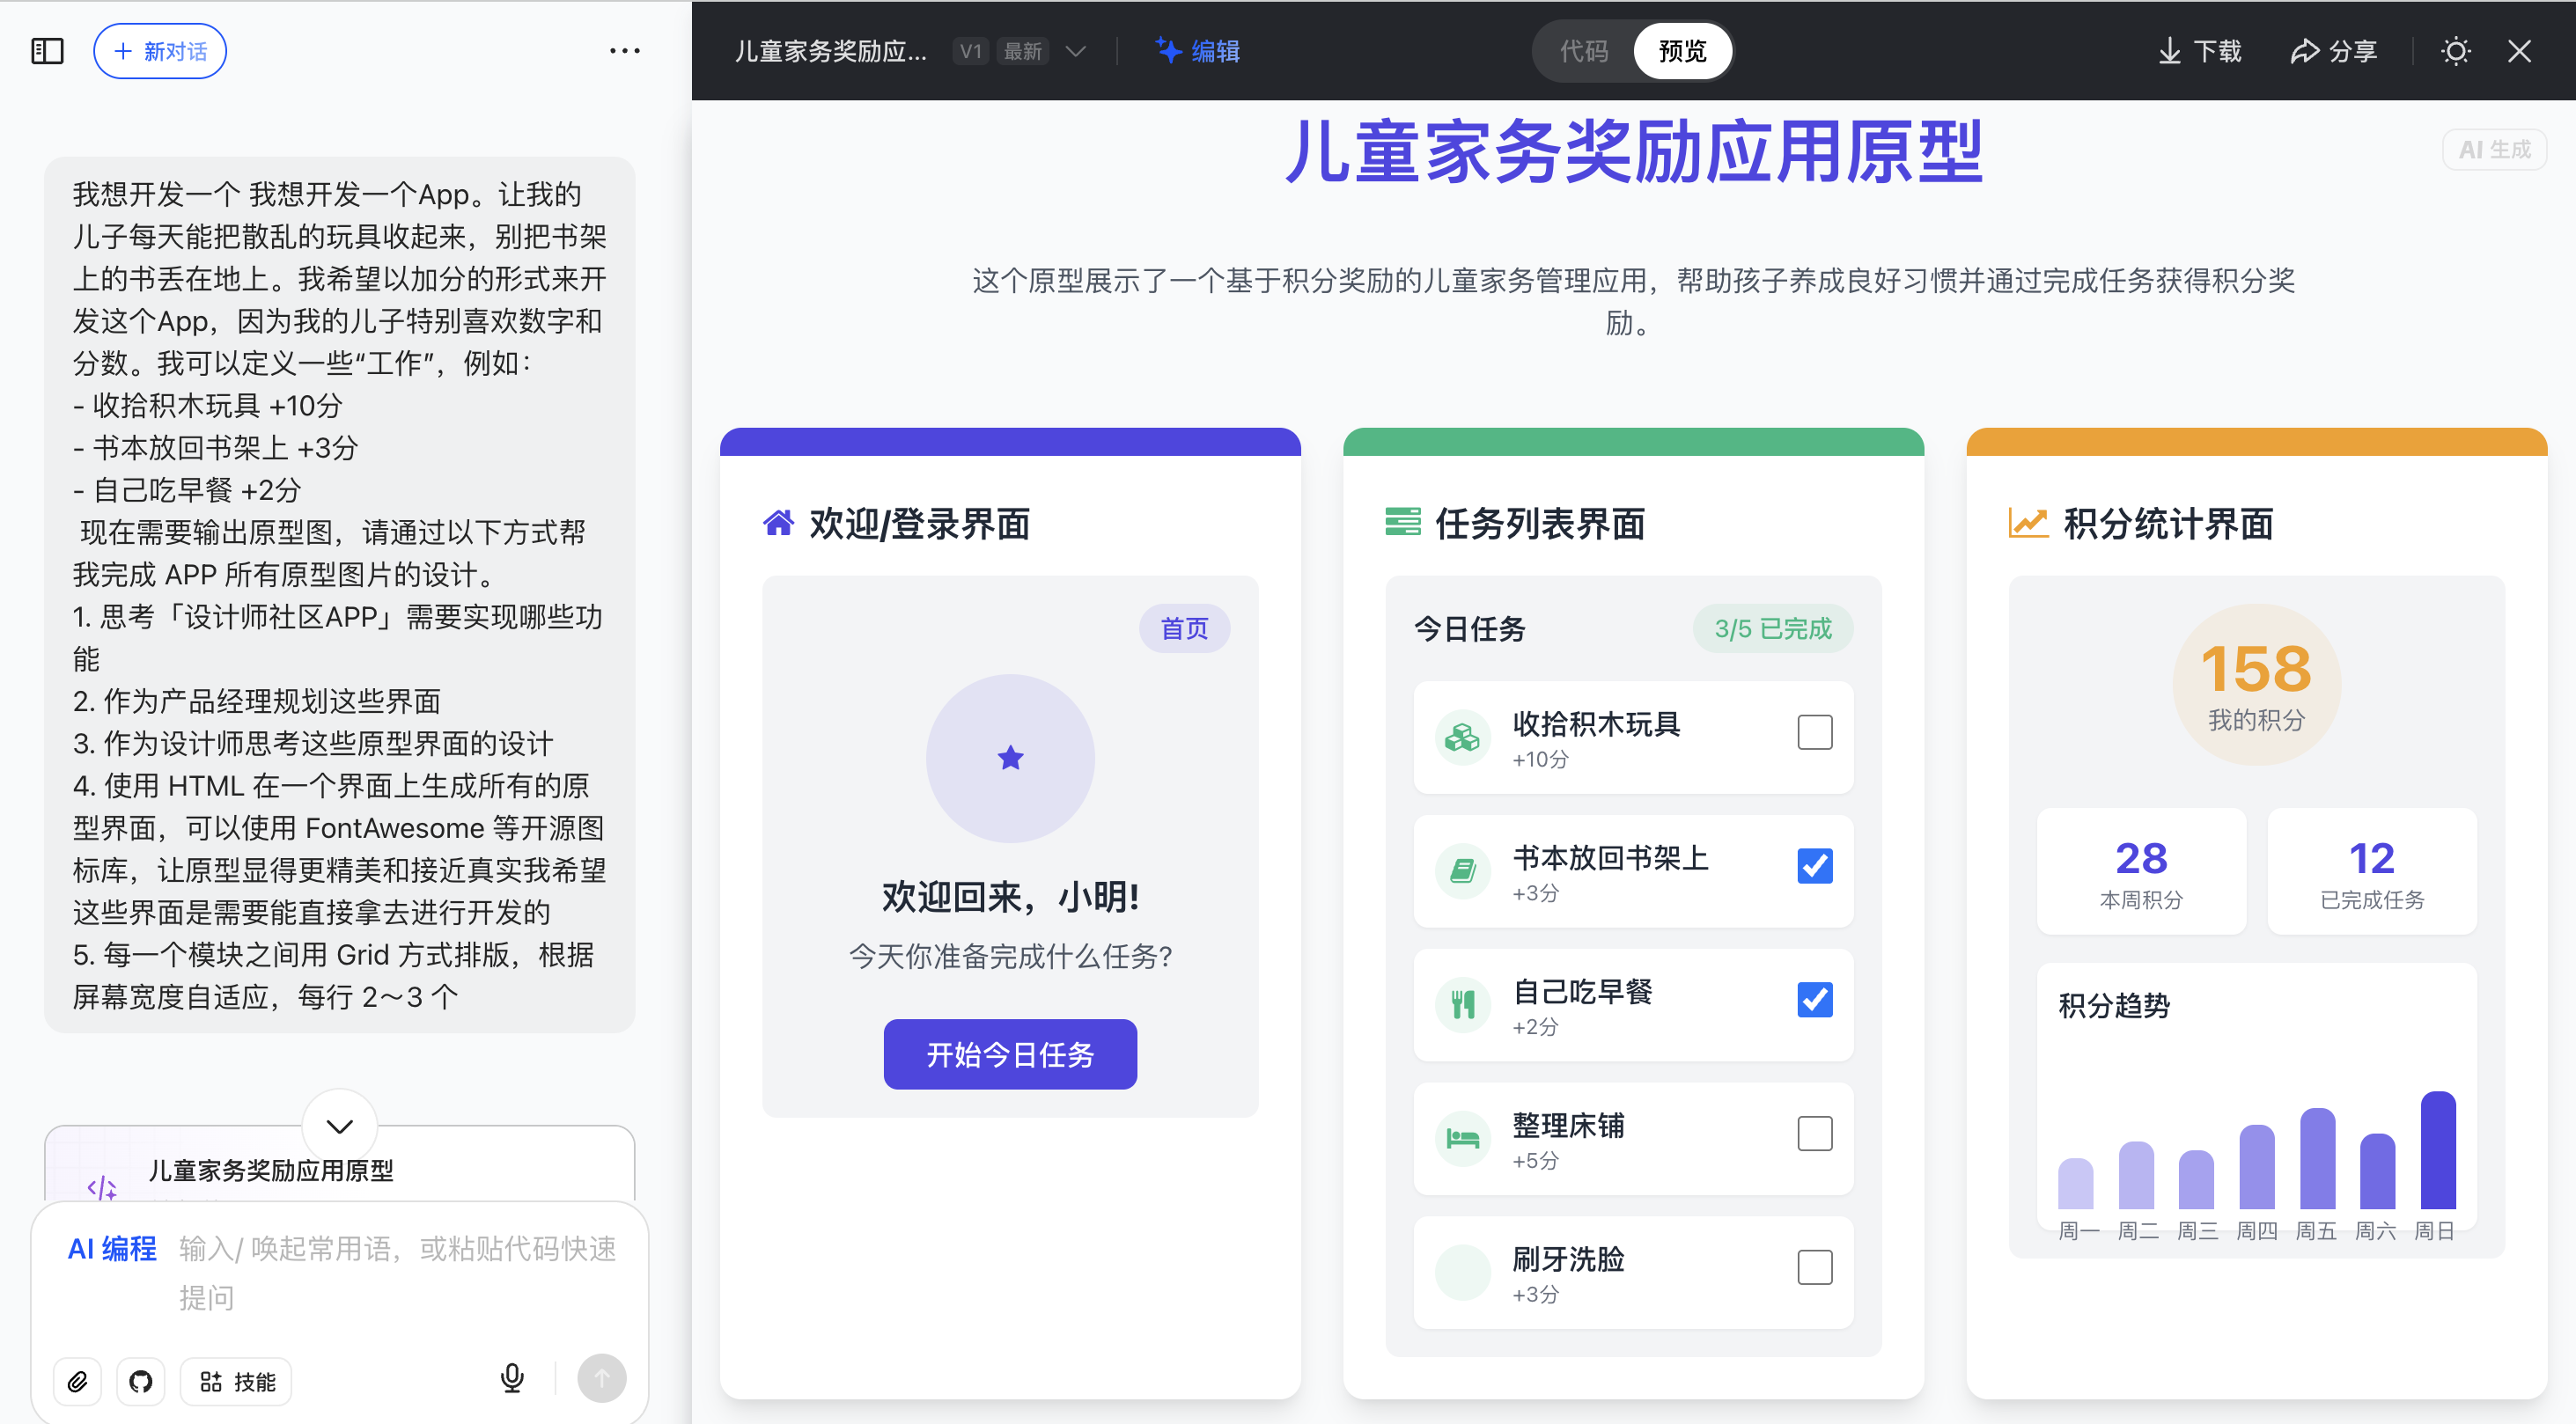 新对话
我想开发一个 我想开发一个App。让我的
儿子每天能把散乱的玩具收起来，别把书架
上的书丢在地上。我希望以加分的形式来开
发这个App，因为我的儿子特别喜欢数字和
分数。我可以定义一些“工作”，例如：
- 收拾积木玩具 +10分
- 书本放回书架上 +3分
- 自己吃早餐 +2分
现在需要输出原型图，请通过以下方式帮
我完成 APP 所有原型图片的设计。
1. 思考「设计师社区APP」需要实现哪些功
能
2. 作为产品经理规划这些界面
3. 作为设计师思考这些原型界面的设计
4. 使用 HTML 在一个界面上生成所有的原
型界面，可以使用 FontAwesome 等开源图
标库，让原型显得更精美和接近真实我希望
这些界面是需要能直接拿去进行开发的
5. 每一个模块之间用 Grid 方式排版，根据
屏幕宽度自适应，每行 2～3 个
儿童家务奖励应用原型
AI 编程 输入/ 唤起常用语，或粘贴代码快速
提问
技能
儿童家务奖励应... V1 最新 编辑 代码 预览 下载 分享
儿童家务奖励应用原型
AI 生成
这个原型展示了一个基于积分奖励的儿童家务管理应用，帮助孩子养成良好习惯并通过完成任务获得积分奖
励。
欢迎/登录界面
首页
欢迎回来，小明!
今天你准备完成什么任务?
开始今日任务
任务列表界面
今日任务 3/5 已完成
收拾积木玩具
+10分
书本放回书架上
+3分
自己吃早餐
+2分
整理床铺
+5分
刷牙洗脸
+3分
积分统计界面
158
我的积分
28
本周积分
12
已完成任务
积分趋势
周一 周二 周三 周四 周五 周六 周日